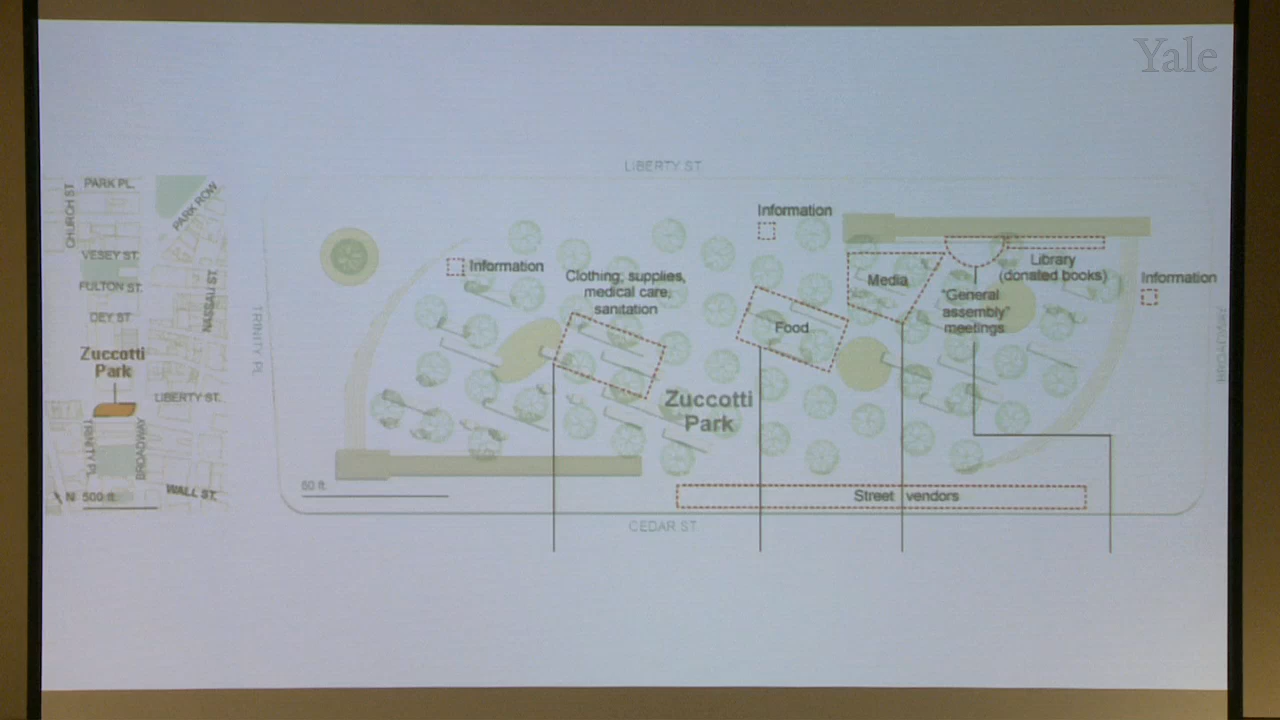 Yale
PARK PL.
PARK ROW
CHURCH ST
VESEY ST.
FULTON ST.
NASSAU ST
DEY ST
Zuccotti
Park
LIBERTY ST.
TRINITY PL.
BROADWAY
N 500 ft.
WALL ST.
LIBERTY ST.
TRINITY PL.
Information
Information
Clothing, supplies,
medical care,
sanitation
Food
Media
"General
assembly"
meetings
Library
(donated books)
Information
BROADWAY
Zuccotti
Park
50 ft.
Street vendors
CEDAR ST.